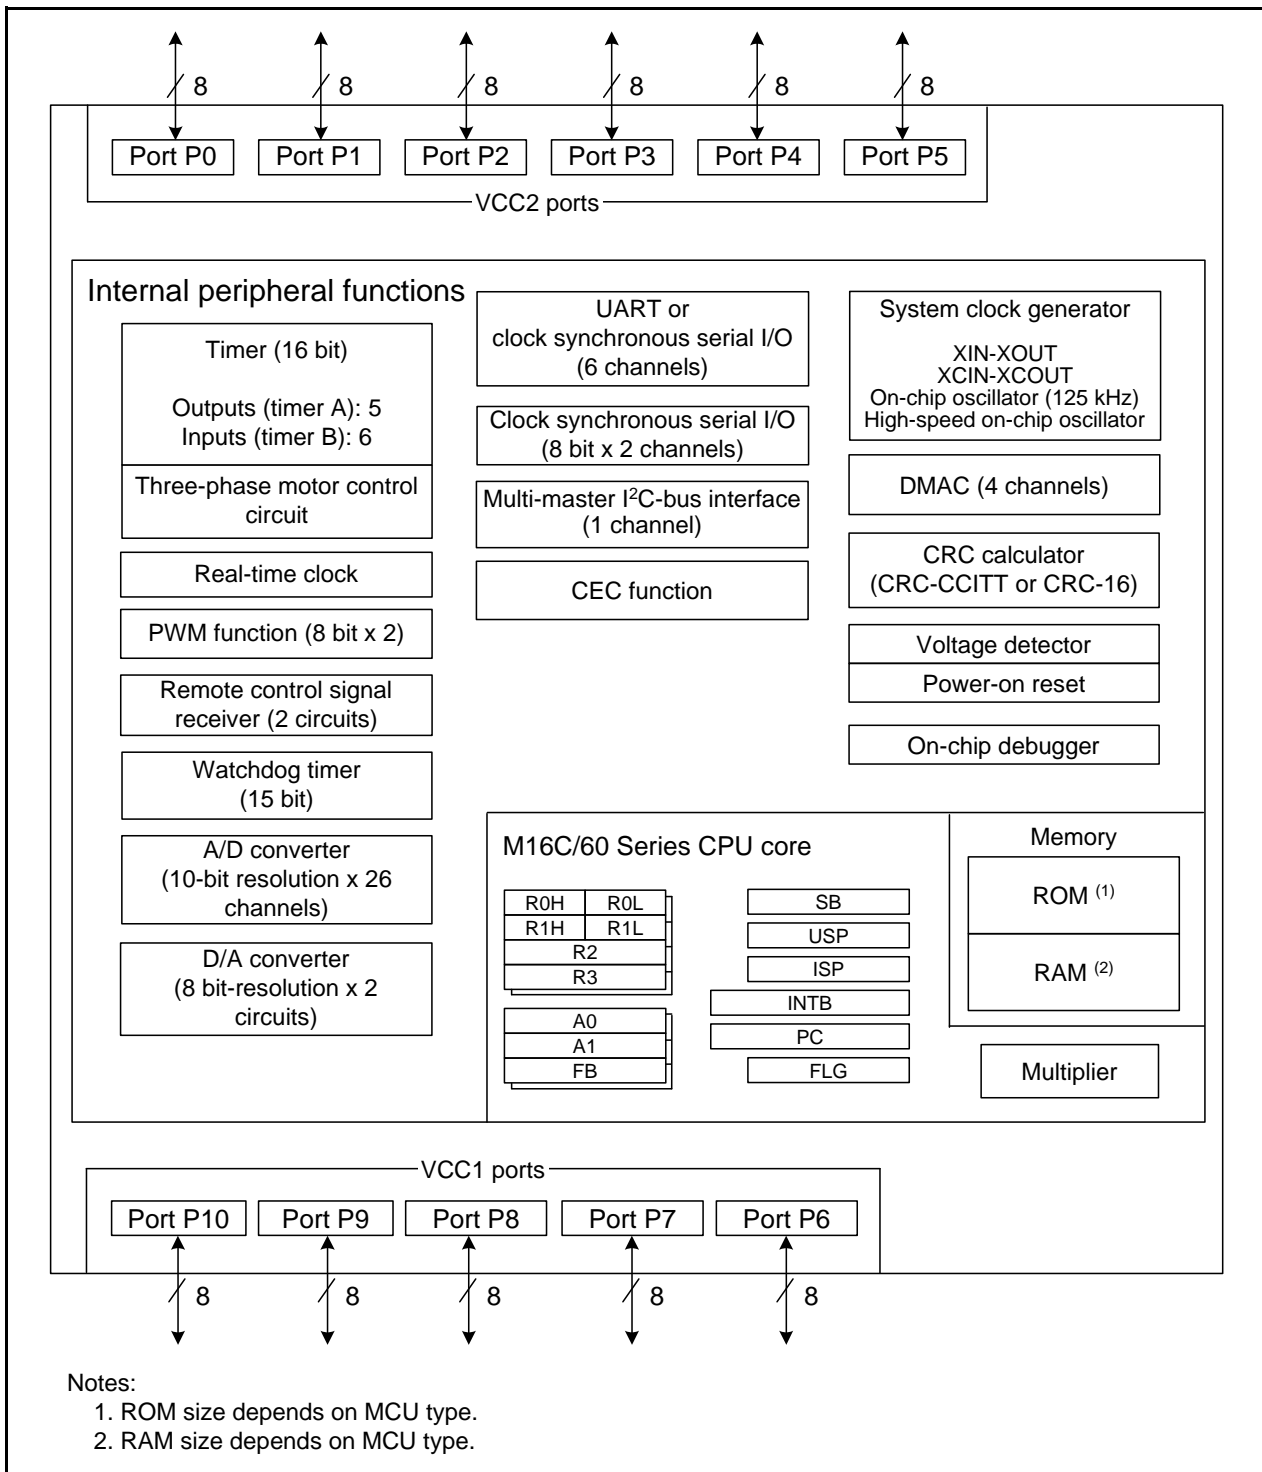 8 8 8 8 8 8
Port P0 Port P1 Port P2 Port P3 Port P4 Port P5
VCC2 ports
Internal peripheral functions
Timer (16 bit)
Outputs (timer A): 5
Inputs (timer B): 6
Three-phase motor control
circuit
Real-time clock
PWM function (8 bit x 2)
Remote control signal
receiver (2 circuits)
Watchdog timer
(15 bit)
A/D converter
(10-bit resolution x 26
channels)
D/A converter
(8 bit-resolution x 2
circuits)
UART or
clock synchronous serial I/O
(6 channels)
Clock synchronous serial I/O
(8 bit x 2 channels)
Multi-master I²C-bus interface
(1 channel)
CEC function
System clock generator
XIN-XOUT
XCIN-XCOUT
On-chip oscillator (125 kHz)
High-speed on-chip oscillator
DMAC (4 channels)
CRC calculator
(CRC-CCITT or CRC-16)
Voltage detector
Power-on reset
On-chip debugger
M16C/60 Series CPU core
R0H R0L
R1H R1L
R2
R3
A0
A1
FB
SB
USP
ISP
INTB
PC
FLG
Memory
ROM (1)
RAM (2)
Multiplier
VCC1 ports
Port P10 Port P9 Port P8 Port P7 Port P6
8 8 8 8 8
Notes:
1. ROM size depends on MCU type.
2. RAM size depends on MCU type.